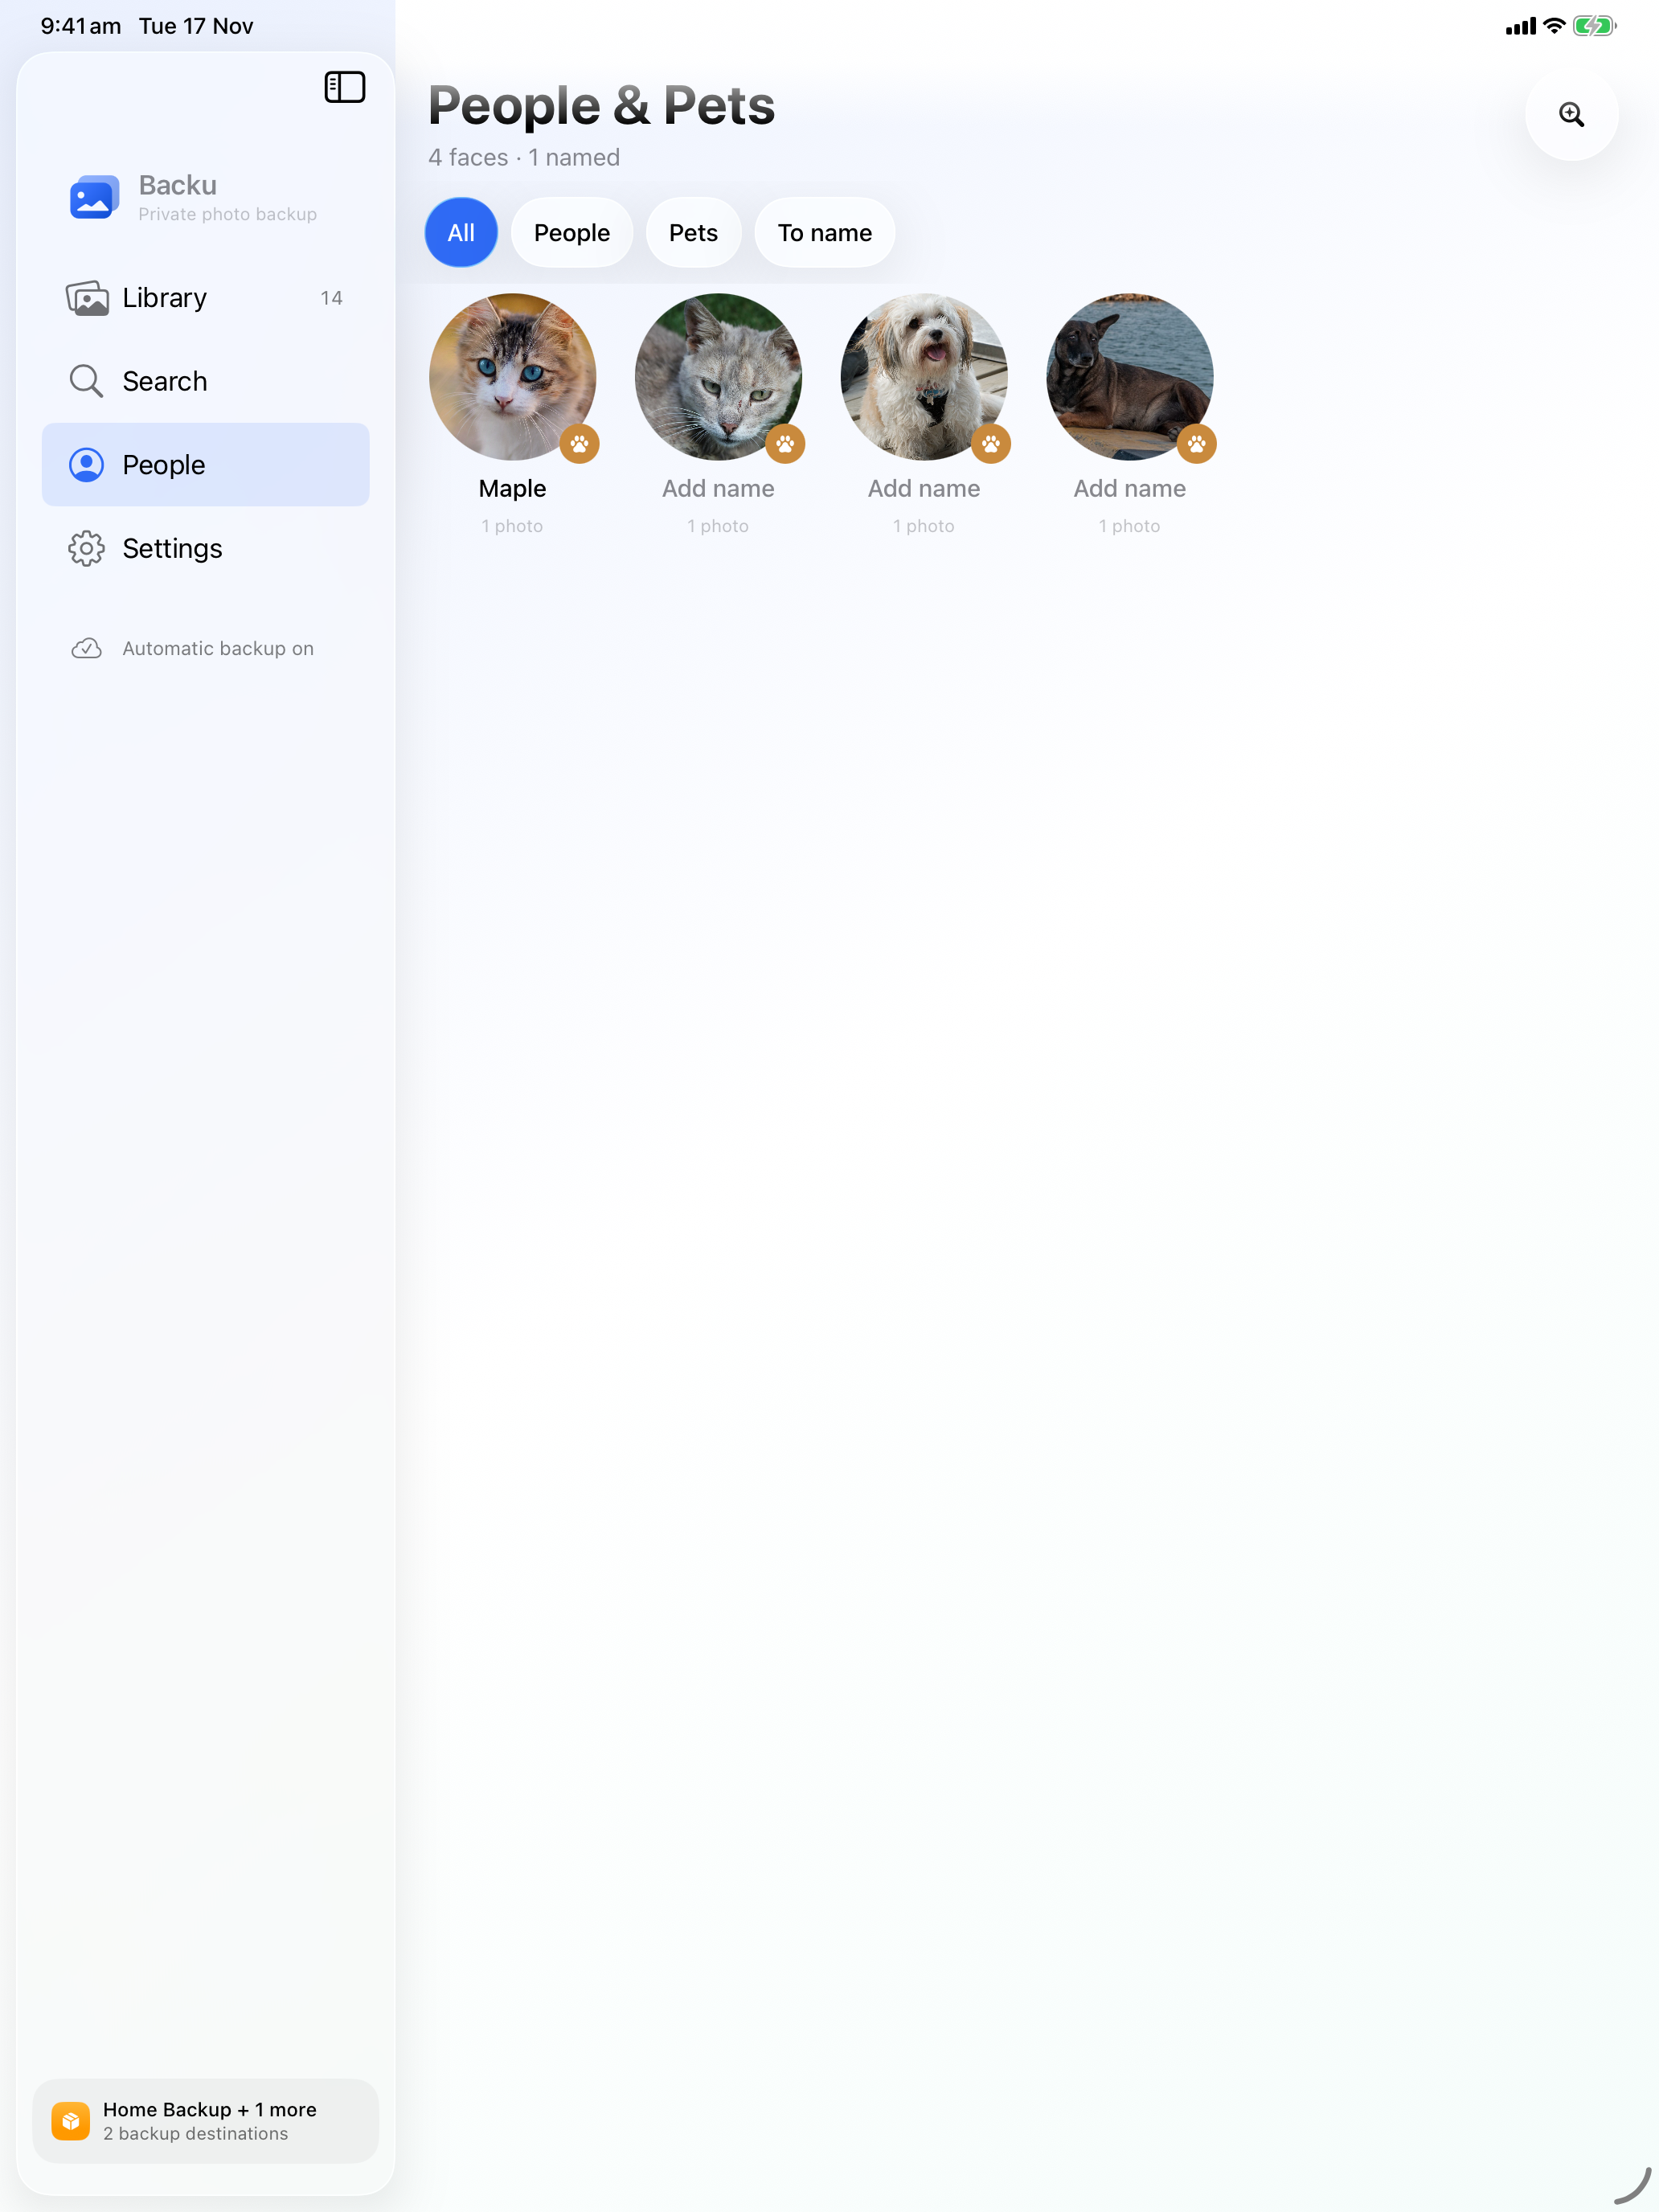 9:41 am Tue 17 Nov
Backu
Private photo backup
Library 14
Search
People
Settings
Automatic backup on
Home Backup + 1 more
2 backup destinations
People & Pets
4 faces · 1 named
All People Pets To name
Maple Add name Add name Add name
1 photo 1 photo 1 photo 1 photo